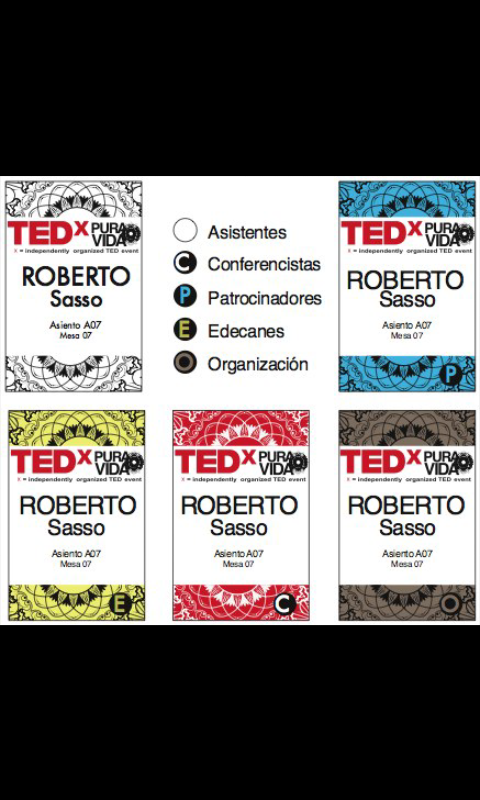 TEDx PURA VIDA
x = independently organized TED event
ROBERTO
Sasso
Asiento A07
Mesa 07
Asistentes
C Conferencistas
P Patrocinadores
E Edecanes
O Organización
TEDx PURA VIDA
x = independently organized TED event
ROBERTO
Sasso
Asiento A07
Mesa 07
P
TEDx PURA VIDA
x = independently organized TED event
ROBERTO
Sasso
Asiento A07
Mesa 07
E
TEDx PURA VIDA
x = independently organized TED event
ROBERTO
Sasso
Asiento A07
Mesa 07
C
TEDx PURA VIDA
x = independently organized TED event
ROBERTO
Sasso
Asiento A07
Mesa 07
O